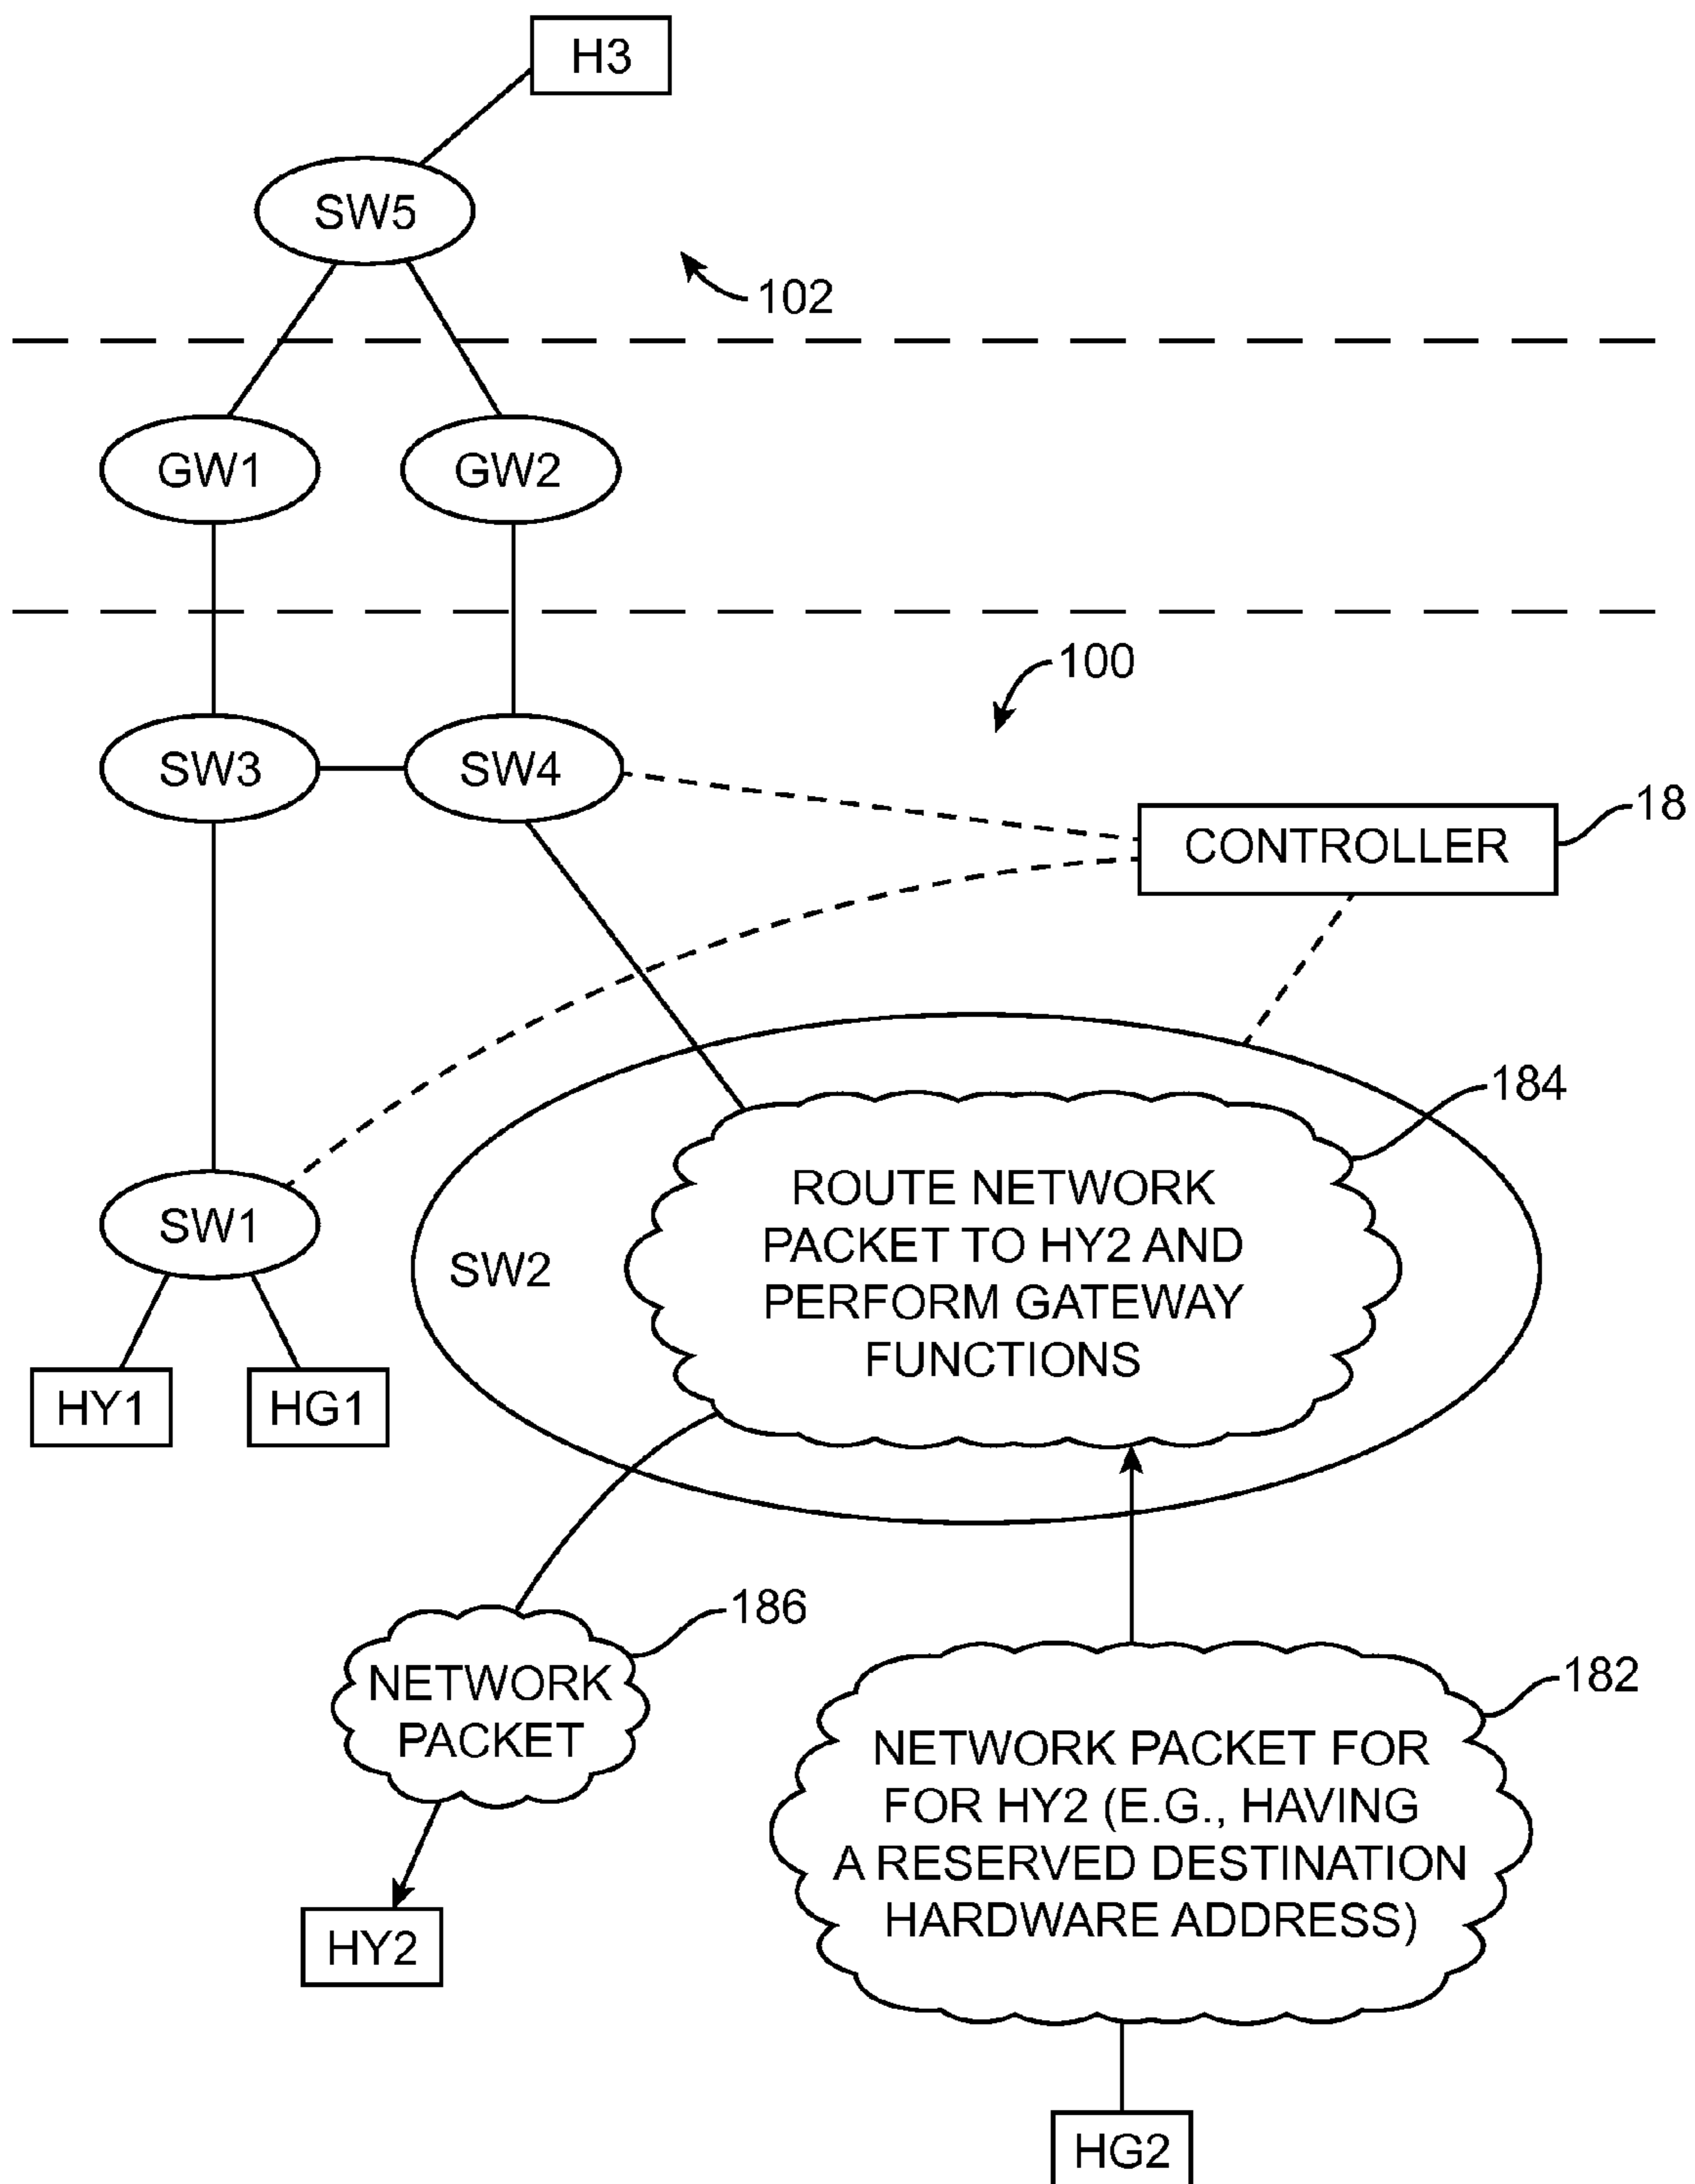 H3
SW5
102
GW1
GW2
100
SW3
SW4
18
CONTROLLER
184
ROUTE NETWORK
PACKET TO HY2 AND
PERFORM GATEWAY
FUNCTIONS
SW1
SW2
HY1
HG1
186
NETWORK
PACKET
182
NETWORK PACKET FOR
FOR HY2 (E.G., HAVING
A RESERVED DESTINATION
HARDWARE ADDRESS)
HY2
HG2